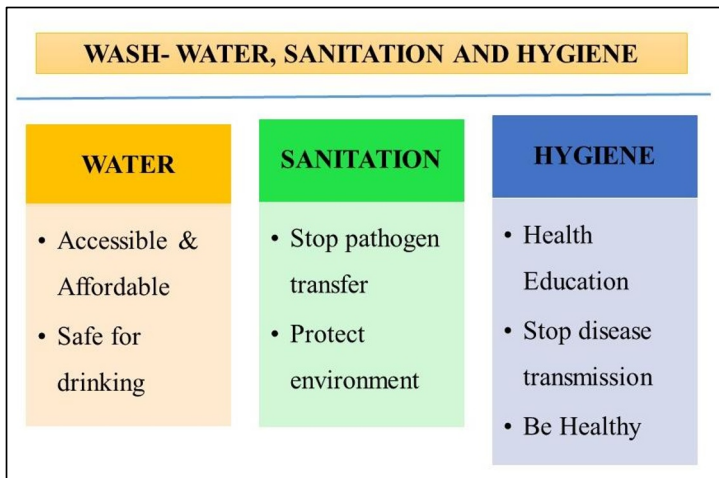 WASH- WATER, SANITATION AND HYGIENE
WATER
• Accessible &
Affordable
• Safe for
drinking
SANITATION
• Stop pathogen
transfer
• Protect
environment
HYGIENE
• Health
Education
• Stop disease
transmission
• Be Healthy